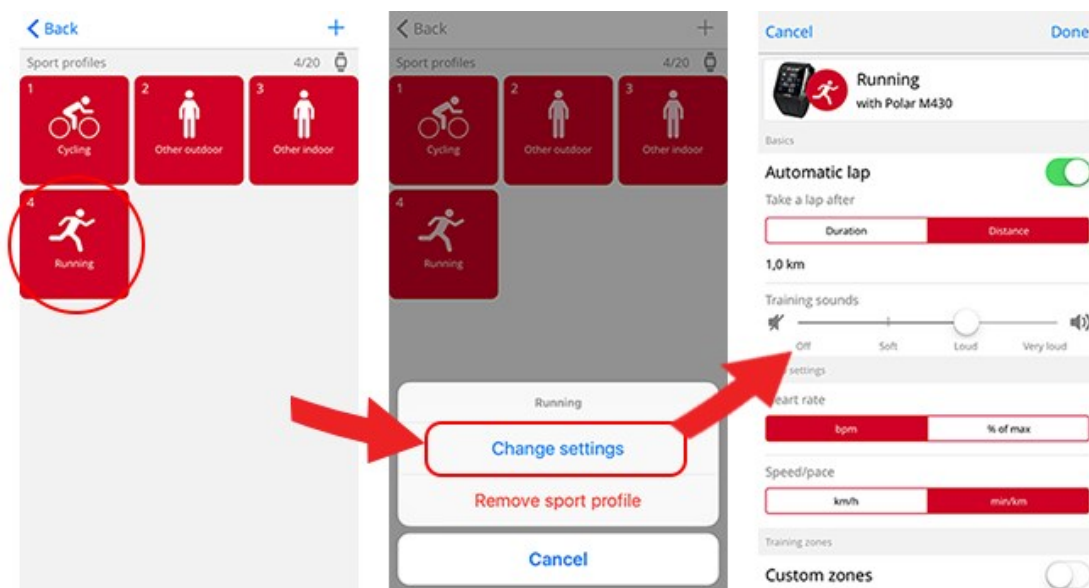 Back +
Sport profiles 4/20
1 2 3
Cycling Other outdoor Other indoor
4
Running
Back +
Sport profiles 4/20
1 2 3
Cycling Other outdoor Other indoor
4
Running
Running
Change settings
Remove sport profile
Cancel
Cancel Done
Running
with Polar M430
Basics
Automatic lap
Take a lap after
Duration Distance
1,0 km
Training sounds
Off Soft Loud Very loud
settings
eart rate
bpm % of max
Speed/pace
km/h min/km
Training zones
Custom zones